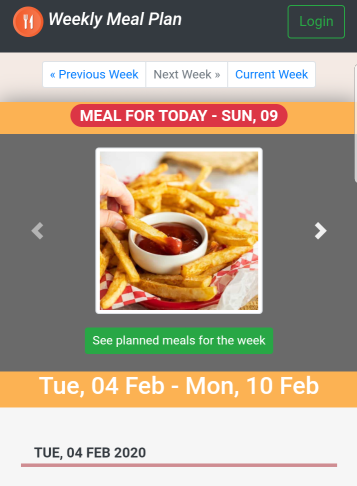 Weekly Meal Plan
Login
« Previous Week
Next Week »
Current Week
MEAL FOR TODAY - SUN, 09
See planned meals for the week
Tue, 04 Feb - Mon, 10 Feb
TUE, 04 FEB 2020